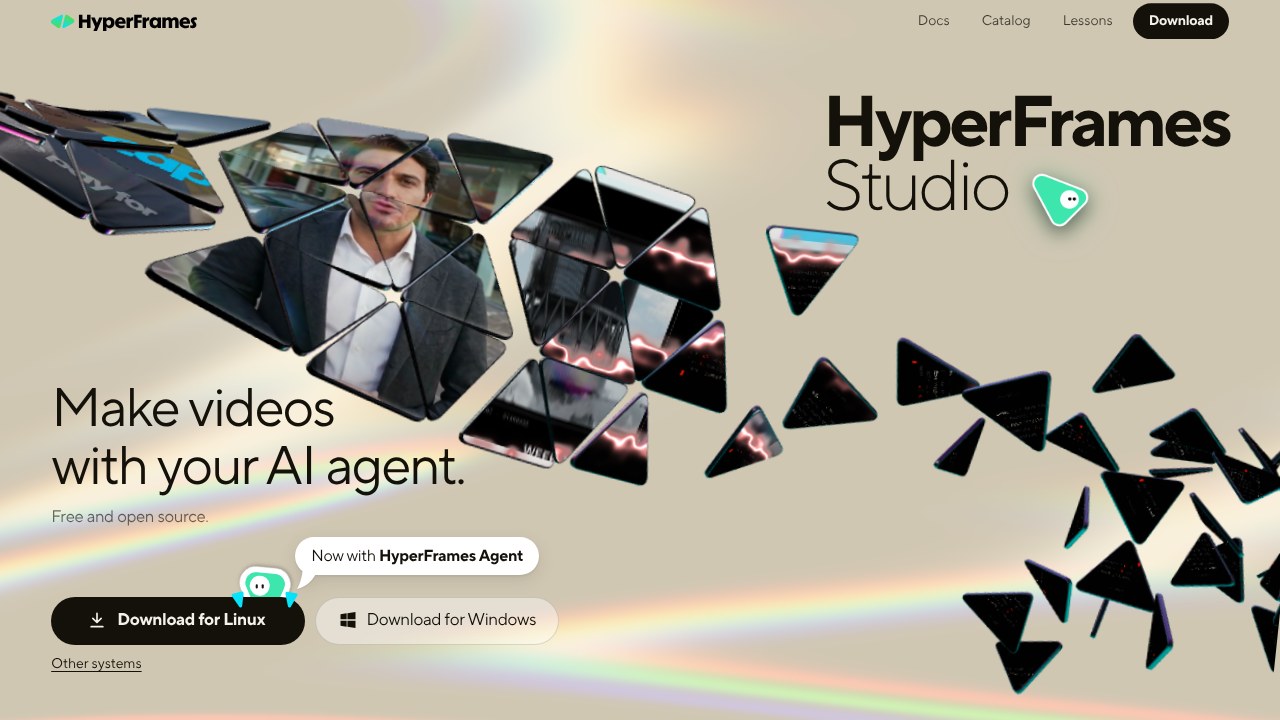 HyperFrames
Docs
Catalog
Lessons
Download
HyperFrames
Studio
Make videos
with your AI agent.
Free and open source.
Now with HyperFrames Agent
Download for Linux
Download for Windows
Other systems